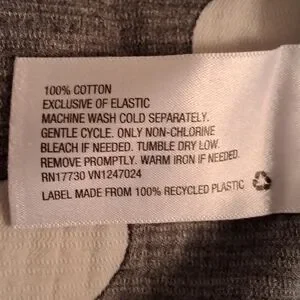 100% COTTON
EXCLUSIVE OF ELASTIC
MACHINE WASH COLD SEPARATELY.
GENTLE CYCLE. ONLY NON-CHLORINE
BLEACH IF NEEDED. TUMBLE DRY LOW.
REMOVE PROMPTLY. WARM IRON IF NEEDED.
RN17730 VN1247024
LABEL MADE FROM 100% RECYCLED PLASTIC